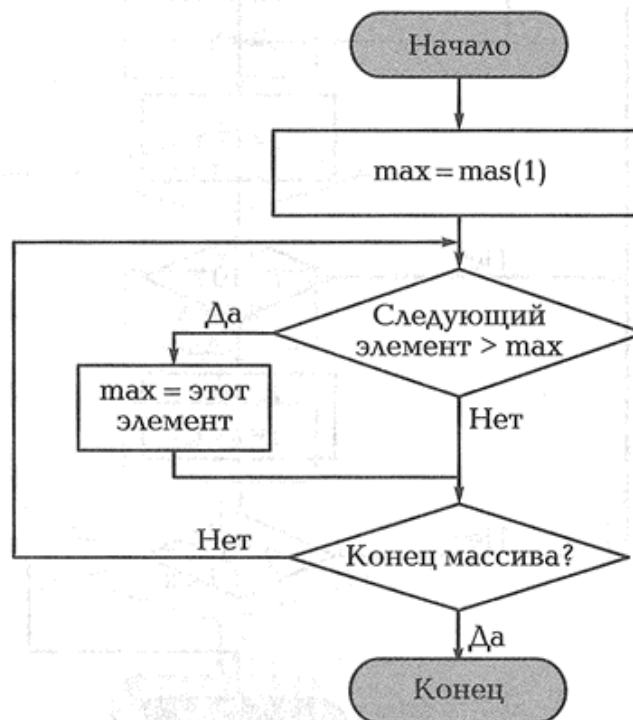 Начало
max = mas(1)
Следующий
элемент > max
Да
max = этот
элемент
Нет
Конец массива?
Нет
Да
Конец